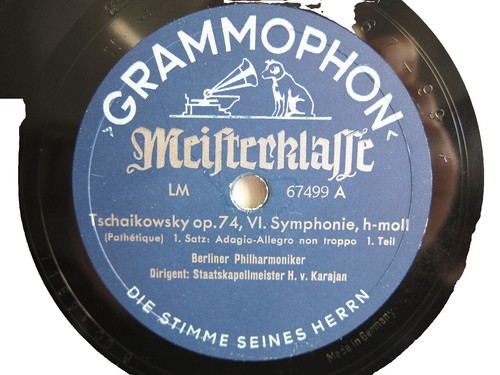 „GRAMMOPHON“
Meisterklasse
LM 67499 A
Tschaikowsky op. 74, VI. Symphonie, h-moll
(Pathétique) 1. Satz: Adagio-Allegro non troppo 1. Teil
Berliner Philharmoniker
Dirigent: Staatskapellmeister H. v. Karajan
DIE STIMME SEINES HERRN
Made in Germany